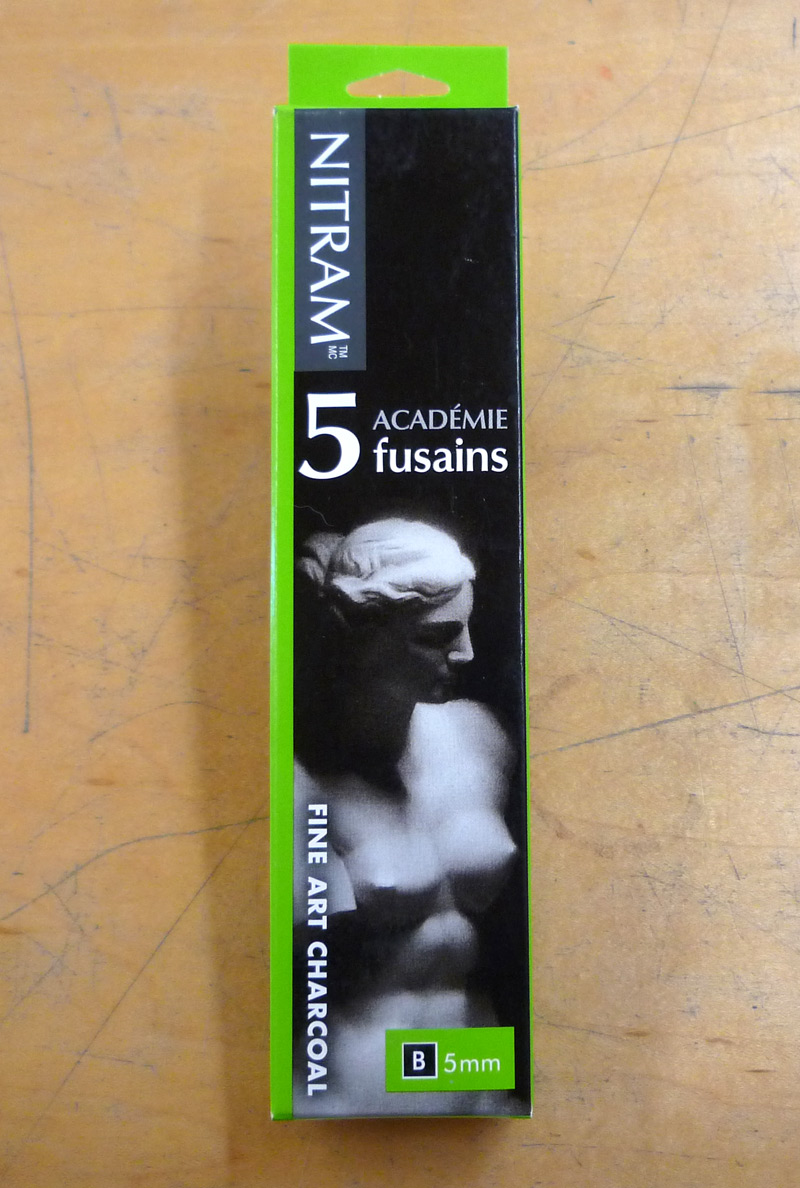 NITRAM TM MC
5 ACADÉMIE
fusains
FINE ART CHARCOAL
B 5mm